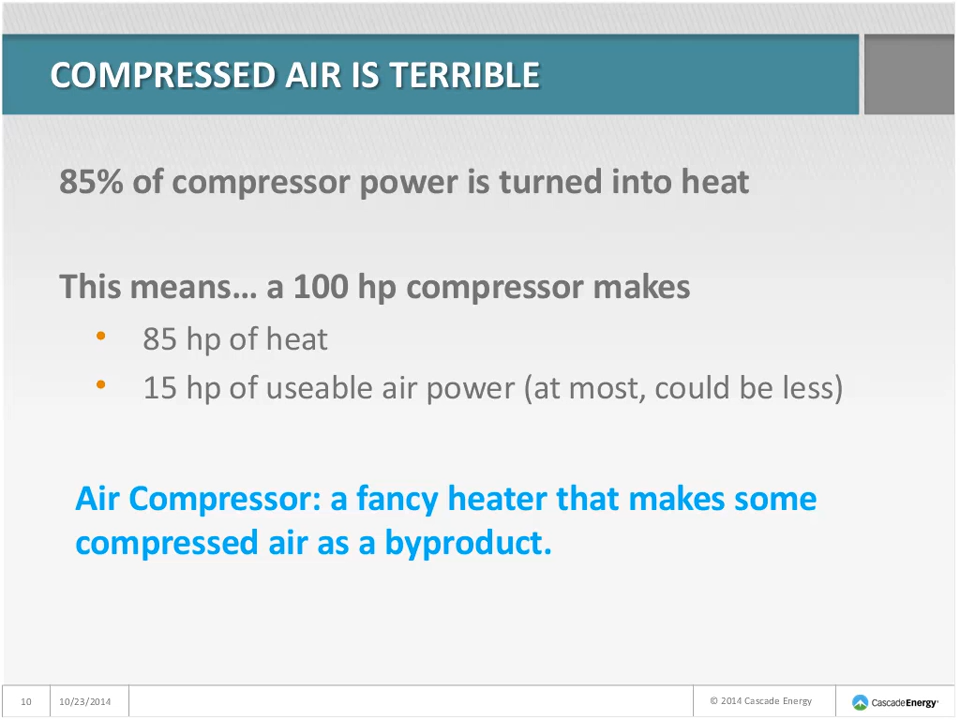 COMPRESSED AIR IS TERRIBLE
85% of compressor power is turned into heat
This means... a 100 hp compressor makes
• 85 hp of heat
• 15 hp of useable air power (at most, could be less)
Air Compressor: a fancy heater that makes some
compressed air as a byproduct.
10 10/23/2014 © 2014 Cascade Energy CascadeEnergy